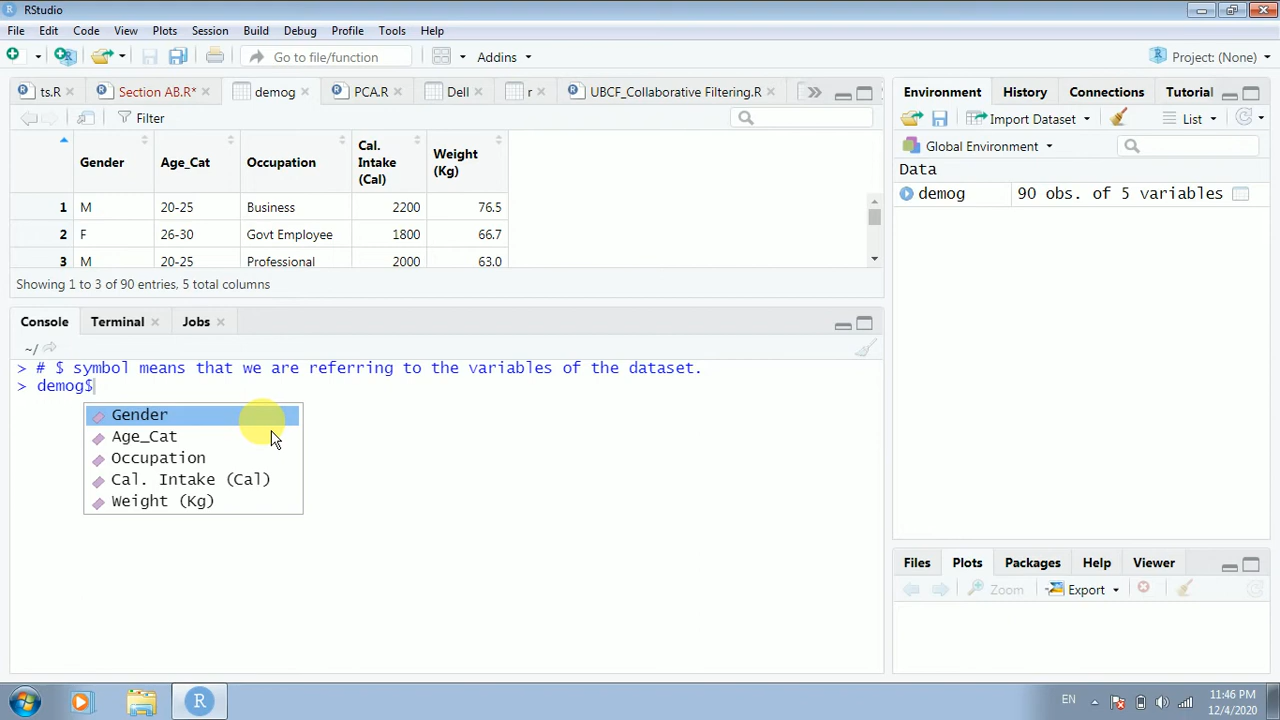 RStudio
File Edit Code View Plots Session Build Debug Profile Tools Help
Go to file/function Addins Project: (None)
ts.R Section AB.R* demog PCA.R Dell r UBCF_Collaborative Filtering.R
Filter
Gender Age_Cat Occupation Cal. Intake (Cal) Weight (Kg)
1 M 20-25 Business 2200 76.5
2 F 26-30 Govt Employee 1800 66.7
3 M 20-25 Professional 2000 63.0
Showing 1 to 3 of 90 entries, 5 total columns
Console Terminal Jobs
~/
> # $ symbol means that we are referring to the variables of the dataset.
> demog$
Gender
Age_Cat
Occupation
Cal. Intake (Cal)
Weight (Kg)
Environment History Connections Tutorial
Import Dataset List
Global Environment
Data
demog 90 obs. of 5 variables
Files Plots Packages Help Viewer
Zoom Export
EN 11:46 PM
12/4/2020